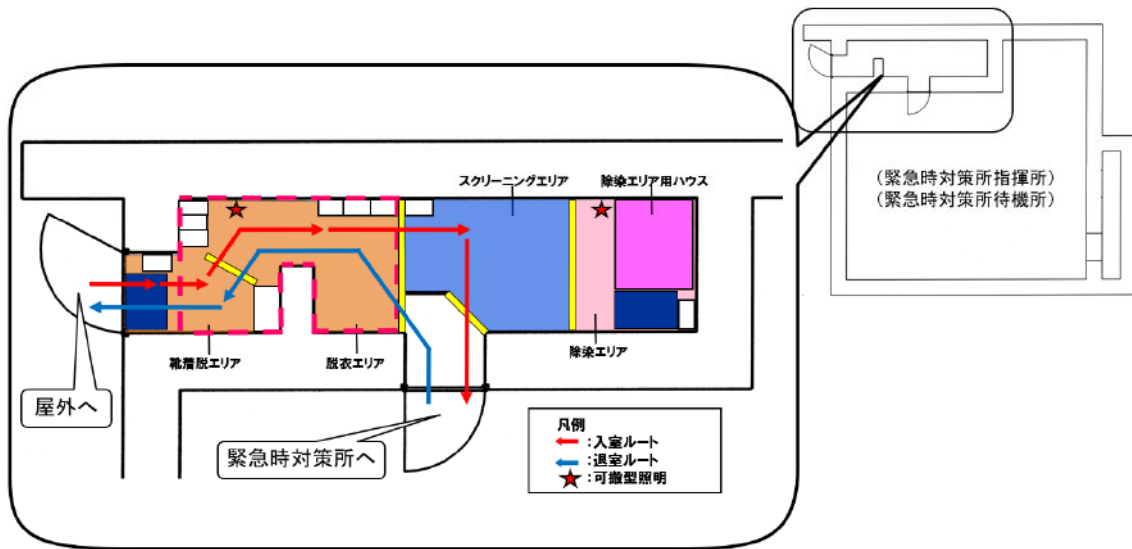 (緊急時対策所指揮所)
(緊急時対策所待機所)
スクリーニングエリア
除染エリア用ハウス
靴着脱エリア
脱衣エリア
除染エリア
屋外へ
緊急時対策所へ
凡例
:入室ルート
:退室ルート
:可搬型照明